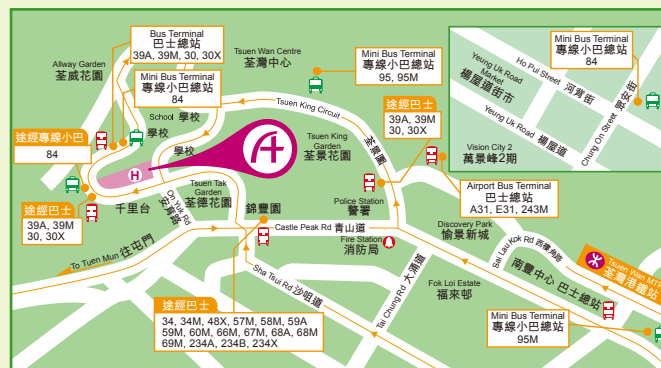 Bus Terminal
巴士總站
39A, 39M, 30, 30X
Allway Garden
荃威花園
Mini Bus Terminal
專線小巴總站
84
School 學校
學校
途經專線小巴
84
H
途經巴士
39A, 39M
30, 30X
千里台
On Yuk Rd
安育路
Tsuen Tak
Garden
荃德花園
錦豐園
To Tuen Mun 往屯門
Tsuen Wan Centre
荃灣中心
Mini Bus Terminal
專線小巴總站
95, 95M
Tsuen King Circuit
荃景圍
Tsuen King
Garden
荃景花園
途經巴士
39A, 39M
30, 30X
Police Station
警署
Castle Peak Rd 青山道
Fire Station
消防局
Sha Tsui Rd 沙咀道
Tai Chung Rd 大涌道
途經巴士
34, 34M, 48X, 57M, 58M, 59A
59M, 60M, 66M, 67M, 68A, 68M
69M, 234A, 234B, 234X
Mini Bus Terminal
專線小巴總站
84
Yeung Uk Road
Market
楊屋道街市
Ho Pui Street 河背街
Yeung Uk Road 楊屋道
Chung On Street 眾安街
Vision City 2
萬景峰2期
Airport Bus Terminal
巴士總站
A31, E31, 243M
Discovery Park
愉景新城
Sai Lau Kok Rd 西樓角路
Tsuen Wan MTR
荃灣港鐵站
南豐中心 巴士總站
Fok Loi Estate
福來邨
Mini Bus Terminal
專線小巴總站
95M